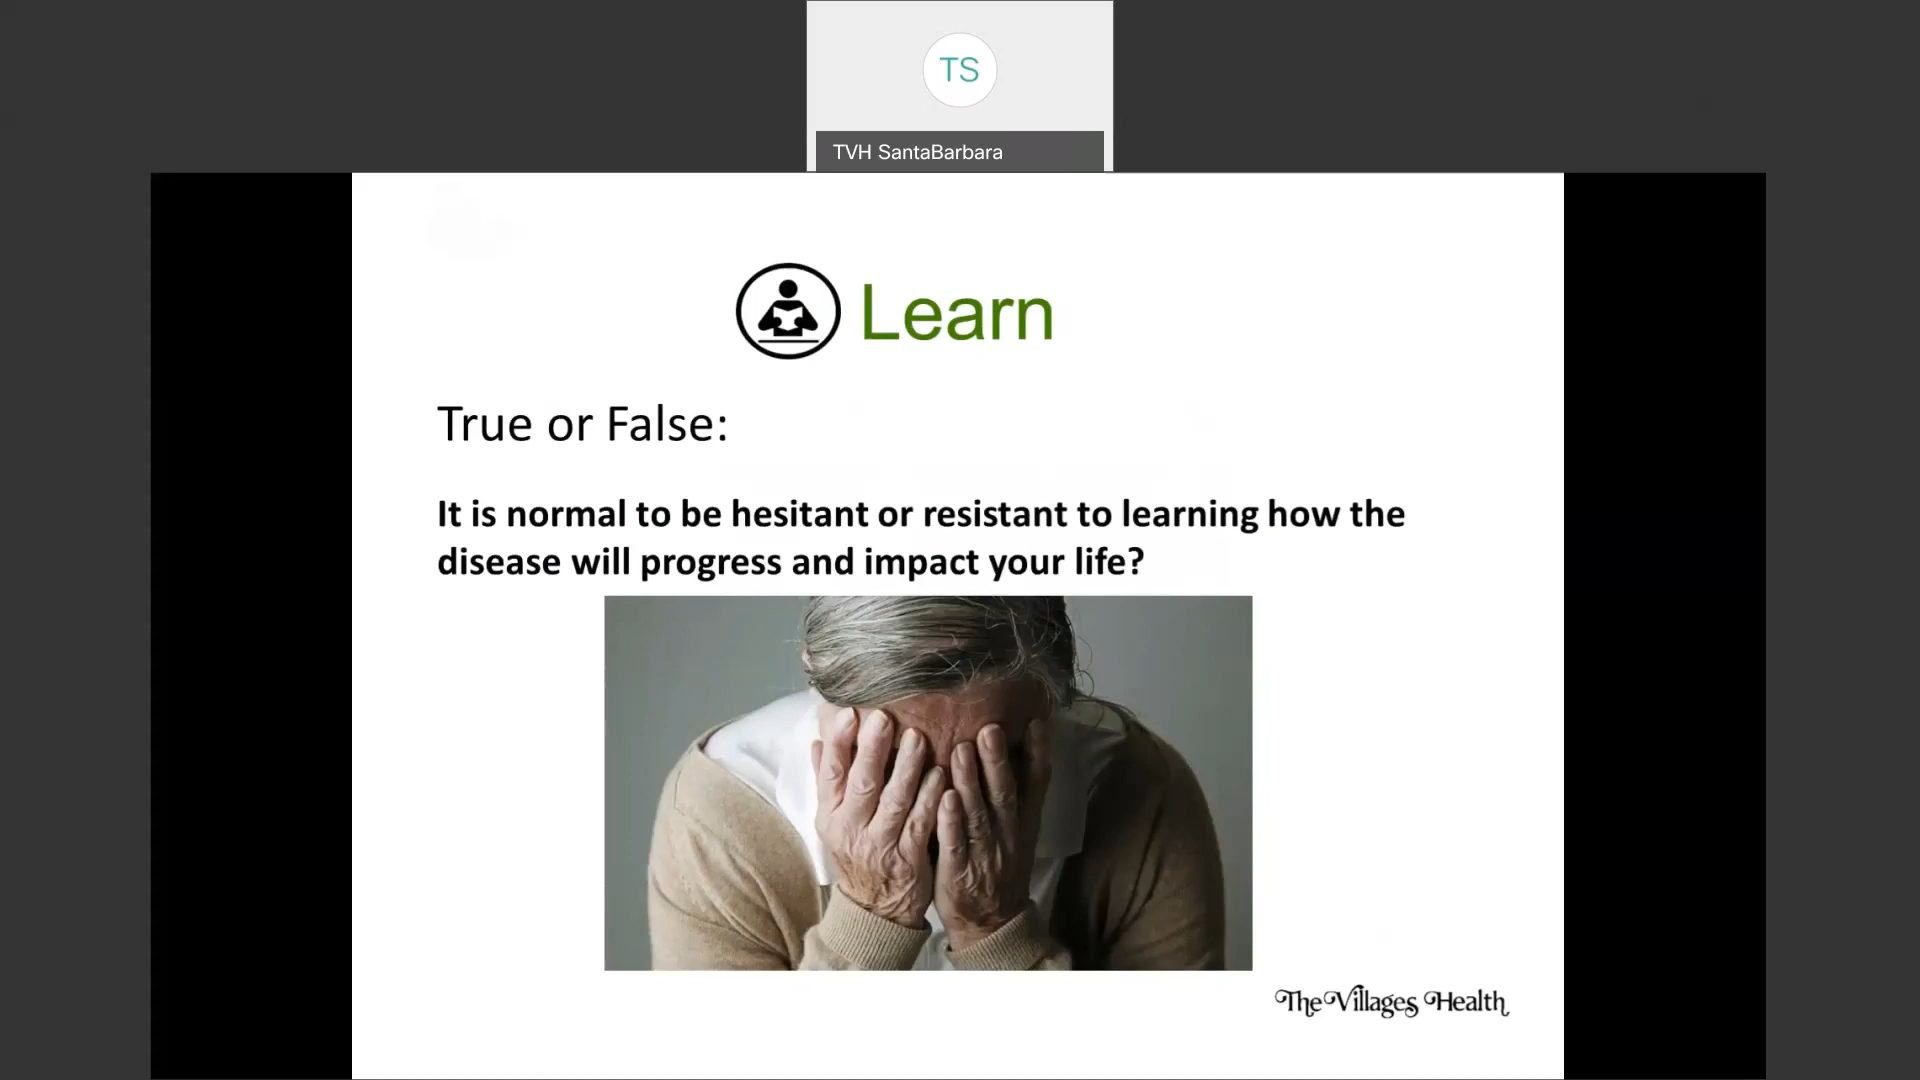 TS
TVH SantaBarbara
Learn
True or False:
It is normal to be hesitant or resistant to learning how the
disease will progress and impact your life?
The Villages Health